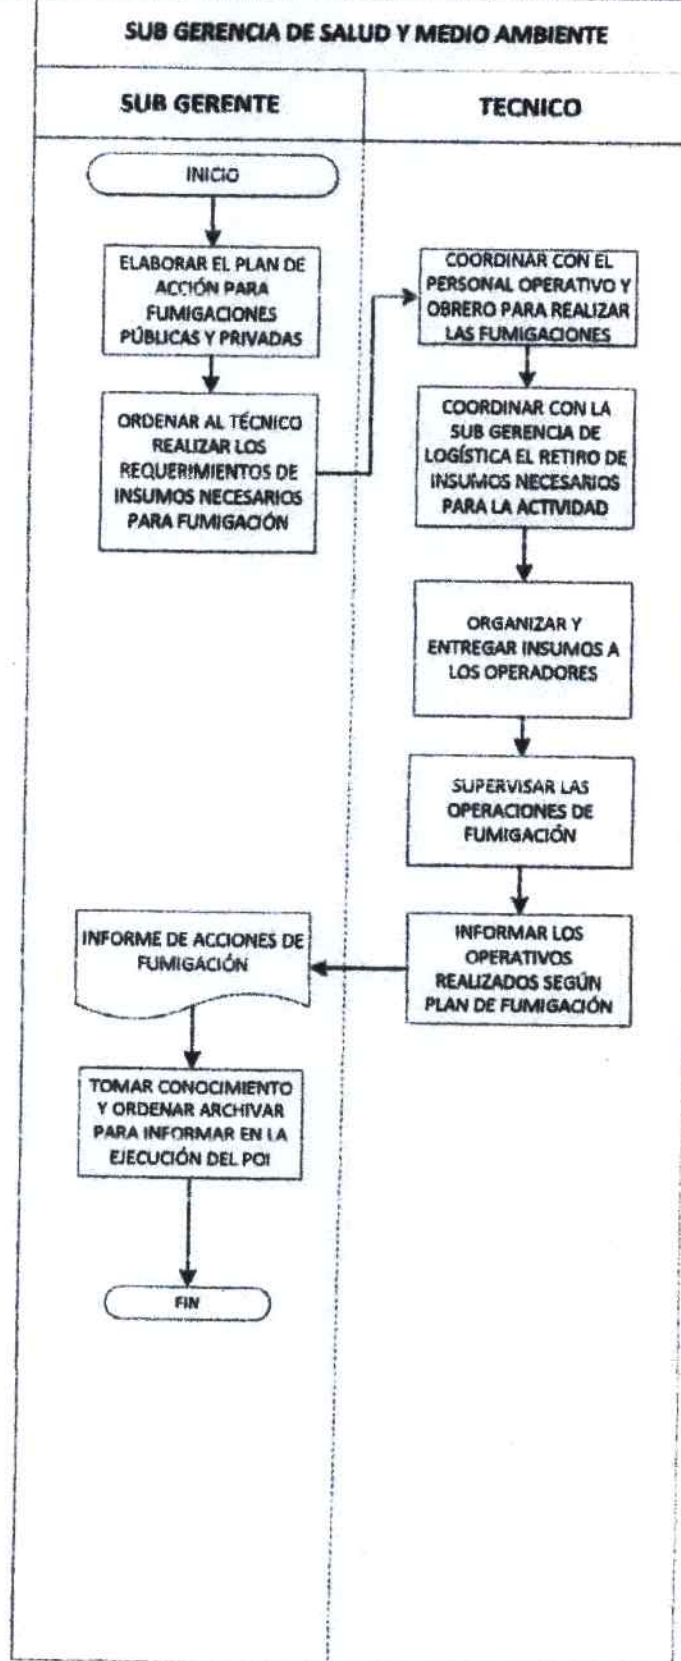 SUB GERENCIA DE SALUD Y MEDIO AMBIENTE
SUB GERENTE
TECNICO
INICIO
ELABORAR EL PLAN DE
ACCIÓN PARA
FUMIGACIONES
PÚBLICAS Y PRIVADAS
ORDENAR AL TÉCNICO
REALIZAR LOS
REQUERIMIENTOS DE
INSUMOS NECESARIOS
PARA FUMIGACIÓN
COORDINAR CON EL
PERSONAL OPERATIVO Y
OBRERO PARA REALIZAR
LAS FUMIGACIONES
COORDINAR CON LA
SUB GERENCIA DE
LOGÍSTICA EL RETIRO DE
INSUMOS NECESARIOS
PARA LA ACTIVIDAD
ORGANIZAR Y
ENTREGAR INSUMOS A
LOS OPERADORES
SUPERVISAR LAS
OPERACIONES DE
FUMIGACIÓN
INFORMAR LOS
OPERATIVOS
REALIZADOS SEGÚN
PLAN DE FUMIGACIÓN
INFORME DE ACCIONES DE
FUMIGACIÓN
TOMAR CONOCIMIENTO
Y ORDENAR ARCHIVAR
PARA INFORMAR EN LA
EJECUCIÓN DEL POI
FIN